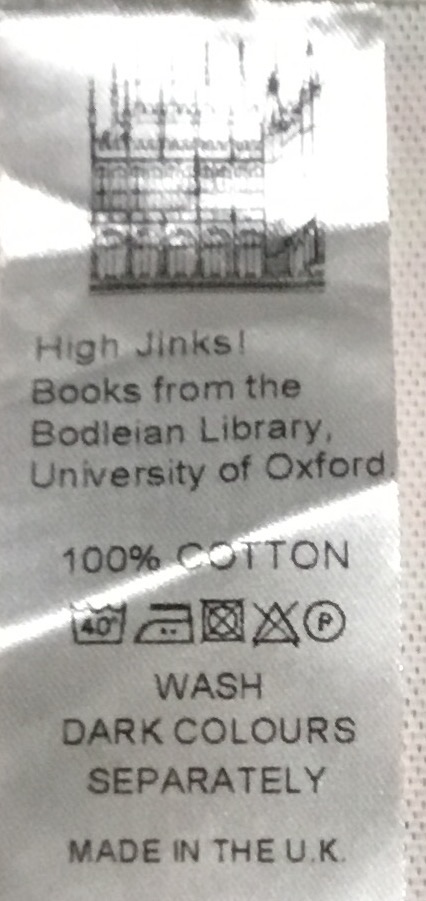 High Jinks!
Books from the
Bodleian Library,
University of Oxford.
100% COTTON
40° P
WASH
DARK COLOURS
SEPARATELY
MADE IN THE U.K.